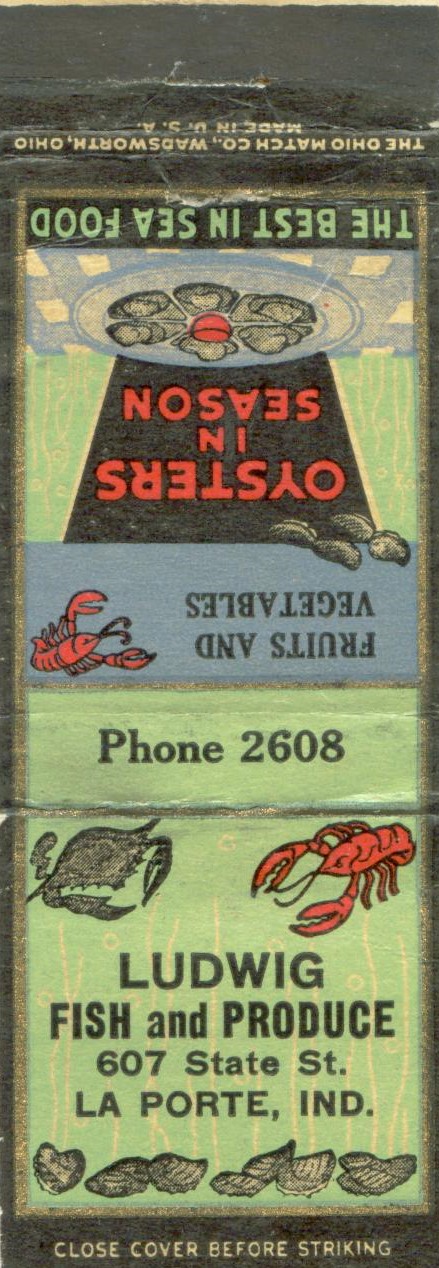 THE OHIO MATCH CO., WADSWORTH, OHIO
MADE IN U. S. A.
THE BEST IN SEA FOOD
OYSTERS
IN
SEASON
FRUITS AND
VEGETABLES
Phone 2608
LUDWIG
FISH and PRODUCE
607 State St.
LA PORTE, IND.
CLOSE COVER BEFORE STRIKING